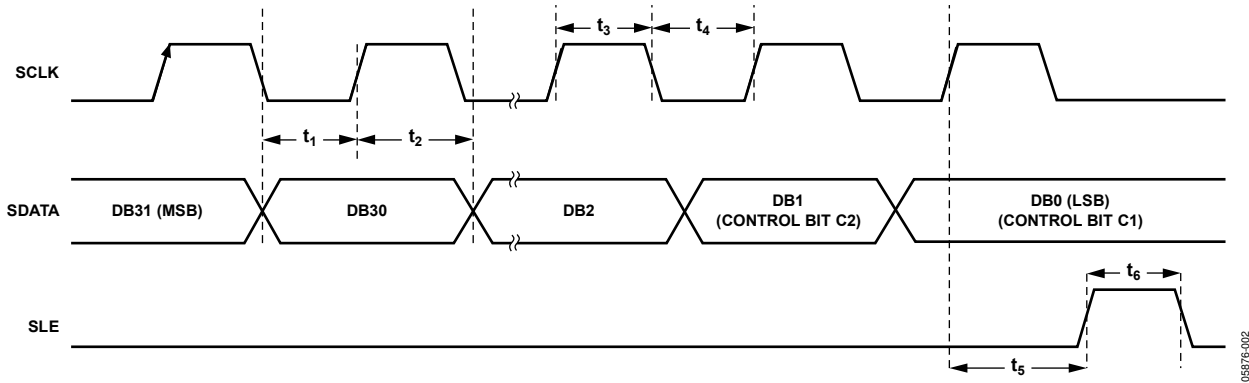 t3
t4
SCLK
t1
t2
SDATA
DB31 (MSB)
DB30
DB2
DB1
(CONTROL BIT C2)
DB0 (LSB)
(CONTROL BIT C1)
t6
SLE
t5
05876-002